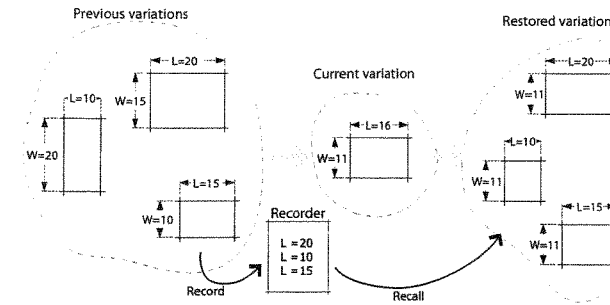 Previous variations
Restored variation
Current variation
L=20
W=15
L=10
W=20
L=15
W=10
L=16
W=11
L=20
W=11
L=10
W=11
L=15
W=11
Recorder
L = 20
L = 10
L = 15
Record
Recall